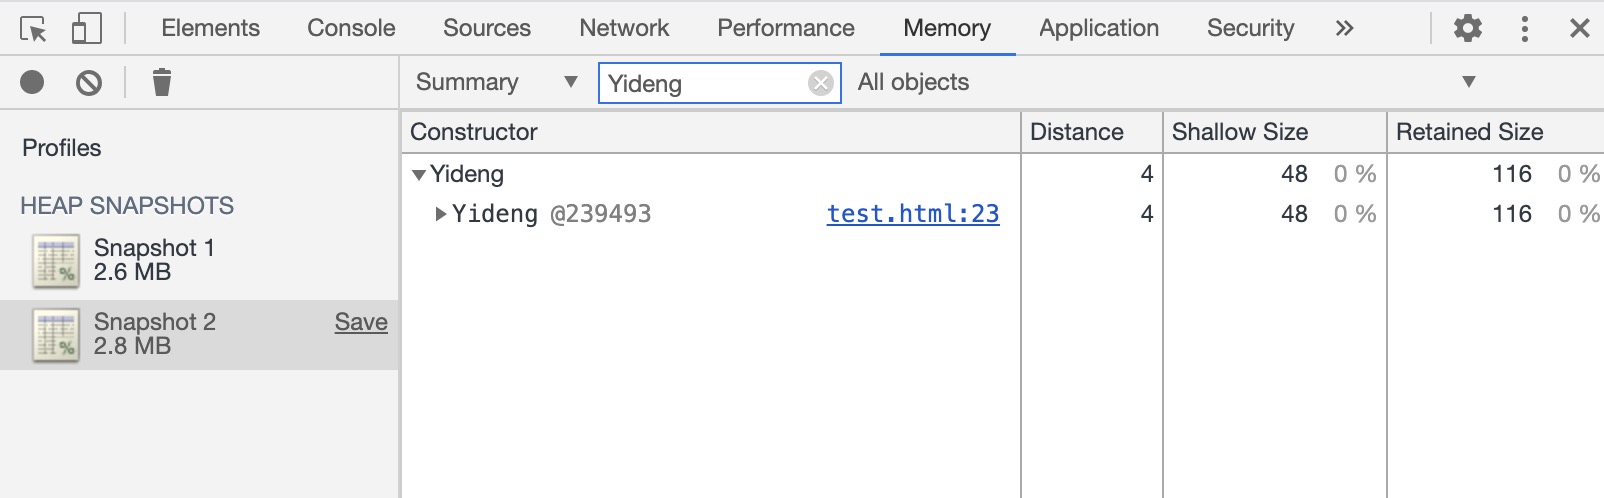 Elements Console Sources Network Performance Memory Application Security »
Summary ▼ Yideng All objects ▼
Profiles
HEAP SNAPSHOTS
Snapshot 1
2.6 MB
Snapshot 2 Save
2.8 MB
Constructor Distance Shallow Size Retained Size
▼Yideng 4 48 0 % 116 0 %
▶Yideng @239493 test.html:23 4 48 0 % 116 0 %